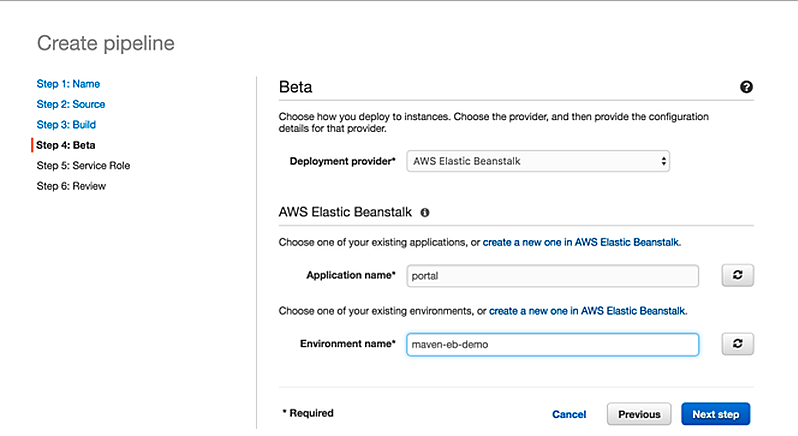 Create pipeline
Step 1: Name
Step 2: Source
Step 3: Build
Step 4: Beta
Step 5: Service Role
Step 6: Review
Beta
Choose how you deploy to instances. Choose the provider, and then provide the configuration
details for that provider.
Deployment provider* AWS Elastic Beanstalk
AWS Elastic Beanstalk
Choose one of your existing applications, or create a new one in AWS Elastic Beanstalk.
Application name* portal
Choose one of your existing environments, or create a new one in AWS Elastic Beanstalk.
Environment name* maven-eb-demo
* Required Cancel Previous Next step